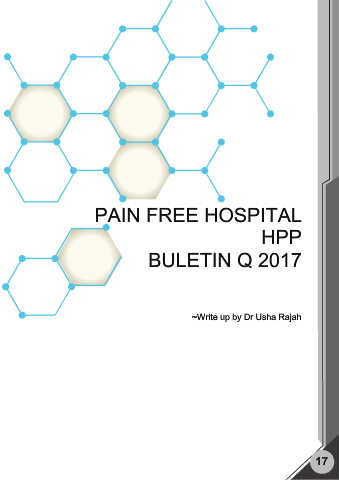 PAIN FREE HOSPITAL
HPP
BULETIN Q 2017
~Write up by Dr Usha Rajah
17